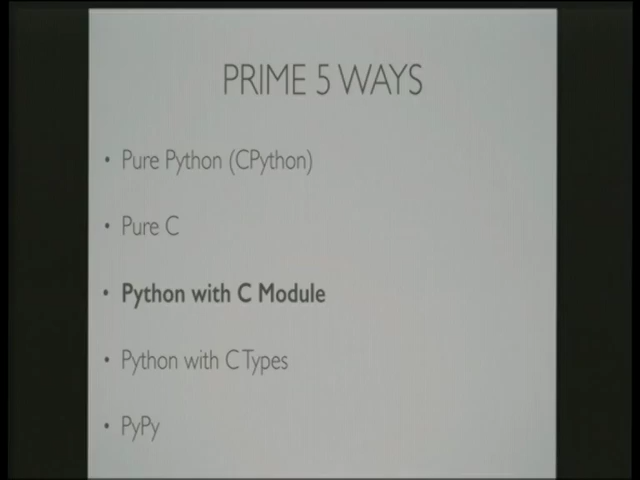 PRIME 5 WAYS
• Pure Python (CPython)
• Pure C
• Python with C Module
• Python with C Types
• PyPy